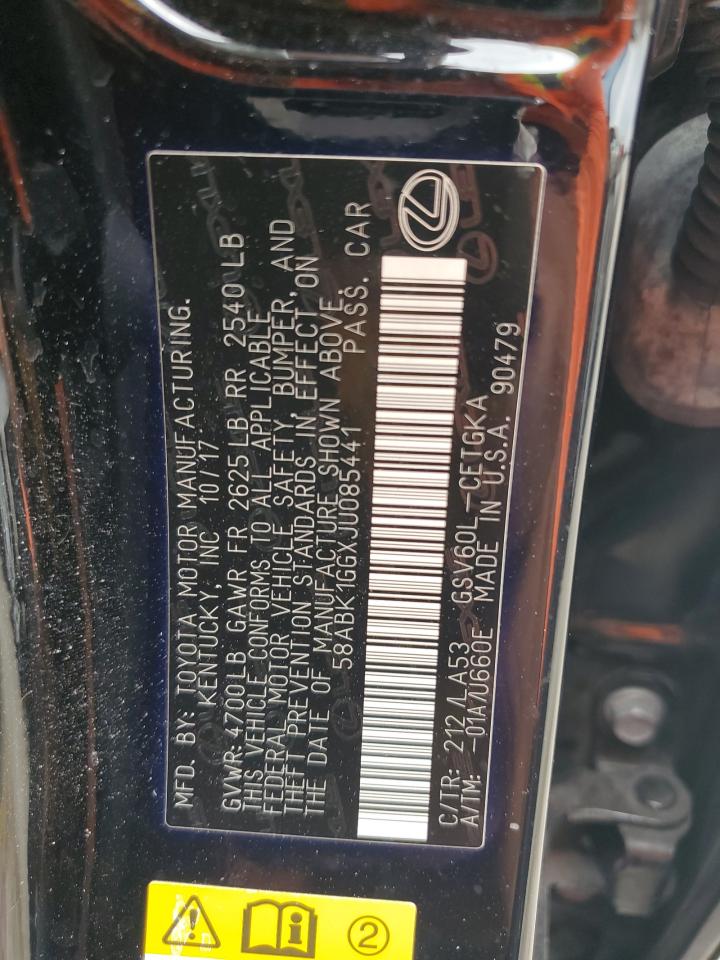 MFD. BY: TOYOTA MOTOR MANUFACTURING.
KENTUCKY, INC 10/17
GVWR: 4700LB GAWR FR 2625LB RR 2540LB
THIS VEHICLE CONFORMS TO ALL APPLICABLE
FEDERAL MOTOR VEHICLE SAFETY, BUMPER, AND
THEFT PREVENTION STANDARDS IN EFFECT ON
THE DATE OF MANUFACTURE SHOWN ABOVE.
58ABK1GGXJU085441 PASS. CAR
C/TR: 212 /LA53 GSV60L -CETGKA
A/TM: -01A/U660E MADE IN U.S.A. 90479
2